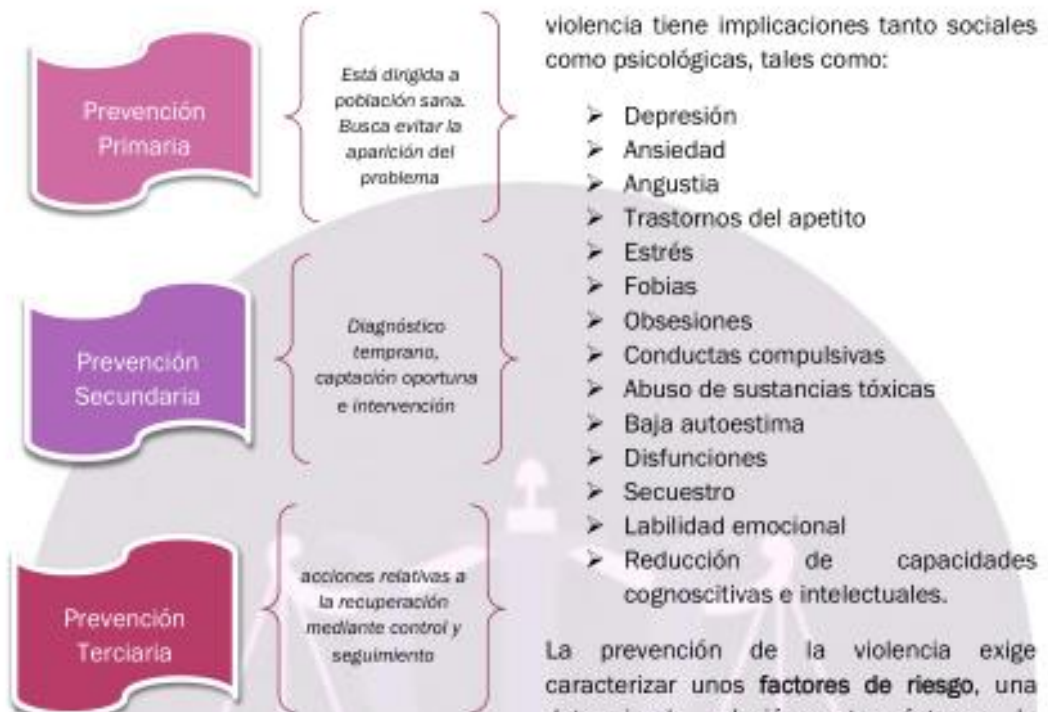 Prevención
Primaria
Está dirigida a
población sana.
Busca evitar la
aparición del
problema
Prevención
Secundaria
Diagnóstico
temprano,
captación oportuna
e intervención
Prevención
Terciaria
acciones relativas a
la recuperación
mediante control y
seguimiento
violencia tiene implicaciones tanto sociales
como psicológicas, tales como:
➤ Depresión
➤ Ansiedad
➤ Angustia
➤ Trastornos del apetito
➤ Estrés
➤ Fobias
➤ Obsesiones
➤ Conductas compulsivas
➤ Abuso de sustancias tóxicas
➤ Baja autoestima
➤ Disfunciones
➤ Secuestro
➤ Labilidad emocional
➤ Reducción de capacidades
cognoscitivas e intelectuales.
La prevención de la violencia exige
caracterizar unos factores de riesgo, una